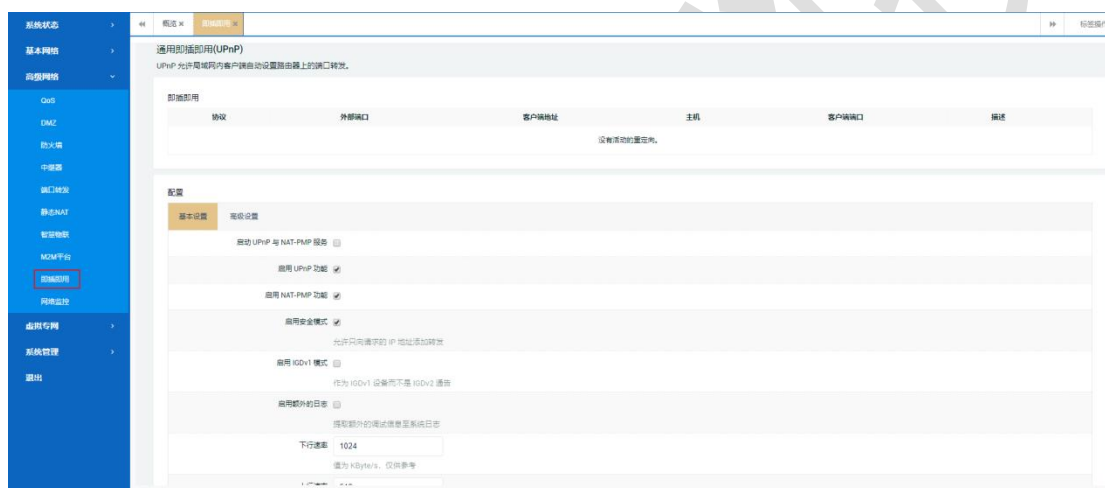 系统状态
概览
即插即用
标签操作
基本网络
高级网络
QoS
DMZ
防火墙
中继器
端口转发
静态NAT
智慧物联
M2M平台
即插即用
网络监控
虚拟专网
系统管理
退出
通用即插即用(UPnP)
UPnP 允许局域网内客户端自动设置路由器上的端口转发。
即插即用
协议 外部端口 客户端地址 主机 客户端端口 描述
没有活动的重定向。
配置
基本设置 高级设置
启动 UPnP 与 NAT-PMP 服务
启用 UPnP 功能
启用 NAT-PMP 功能
启用安全模式
允许只向请求的 IP 地址添加转发
启用 IGDv1 模式
作为 IGDv1 设备而不是 IGDv2 通告
启用额外的日志
提取额外的调试信息至系统日志
下行速率 1024
值为 KByte/s，仅供参考